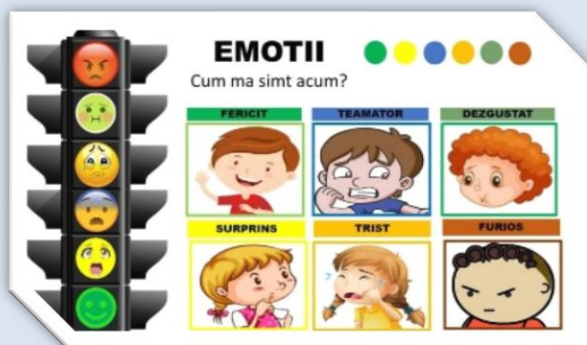 EMOTII
Cum ma simt acum?
FERICIT
TEAMATOR
DEZGUSTAT
SURPRINS
TRIST
FURIOS